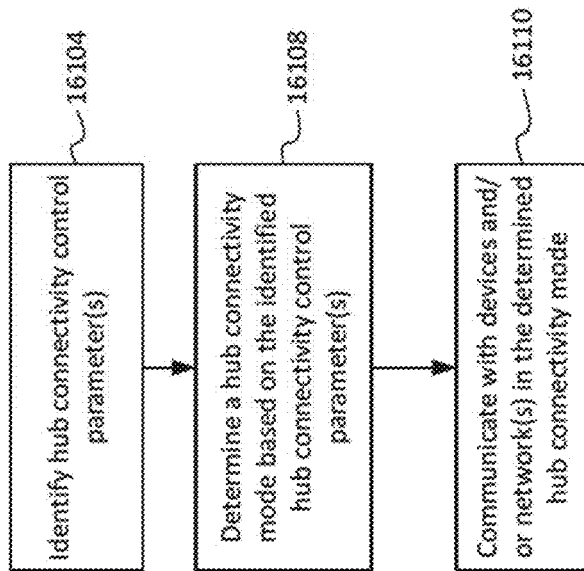 Identify hub connectivity control
parameter(s)
16104
Determine a hub connectivity
mode based on the identified
hub connectivity control
parameter(s)
16108
Communicate with devices and/
or network(s) in the determined
hub connectivity mode
16110